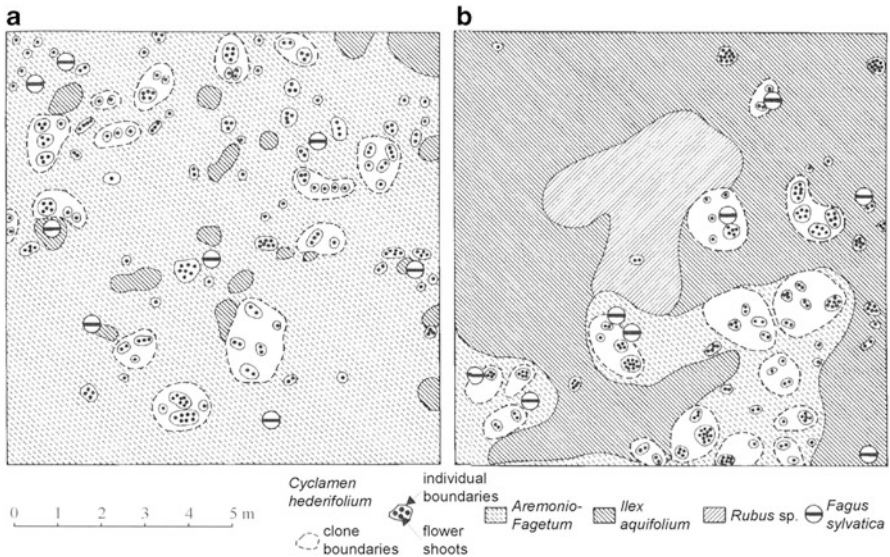 a
b
Cyclamen
hederifolium
individual
boundaries
clone
boundaries
flower
shoots
0 1 2 3 4 5 m
Aremonio-
Fagetum
Ilex
aquifolium
Rubus sp.
Fagus
sylvatica